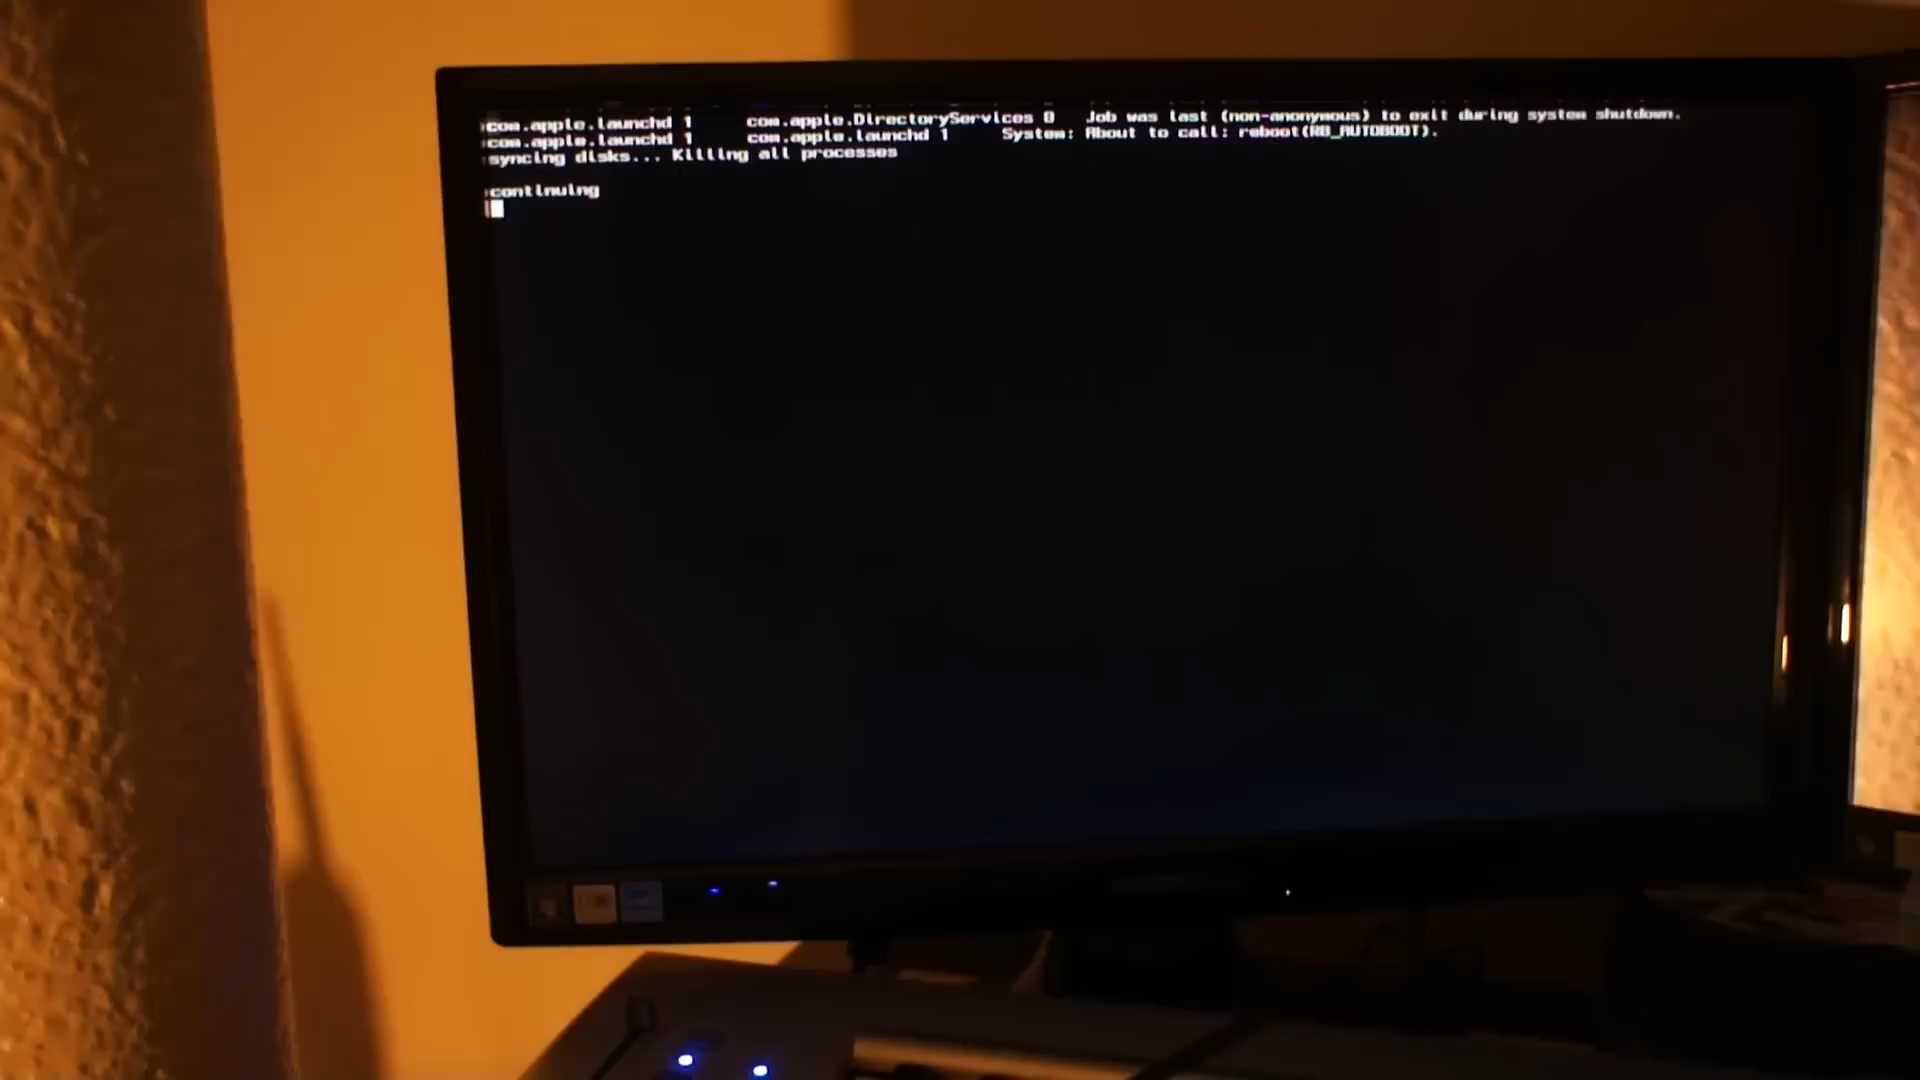 com.apple.launchd 1 com.apple.DirectoryServices 0 Job was last (non-anonymous) to exit during system shutdown.
com.apple.launchd 1 com.apple.launchd 1 System: About to call: reboot(RB_AUTOBOOT).
syncing disks... Killing all processes
continuing